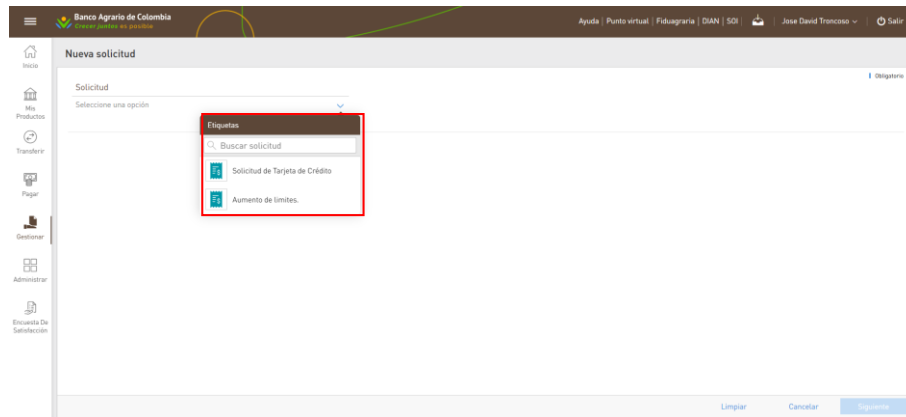 Banco Agrario de Colombia
Crecer juntos es posible
Ayuda | Punto virtual | Fiduagraria | DIAN | SOI | Jose David Troncoso | Salir
Inicio
Mis
Productos
Transferir
Pagar
Gestionar
Administrar
Encuesta De
Satisfacción
Nueva solicitud
Obligatorio
Solicitud
Seleccione una opción
Etiquetas
Buscar solicitud
Solicitud de Tarjeta de Crédito
Aumento de limites.
Limpiar Cancelar Siguiente